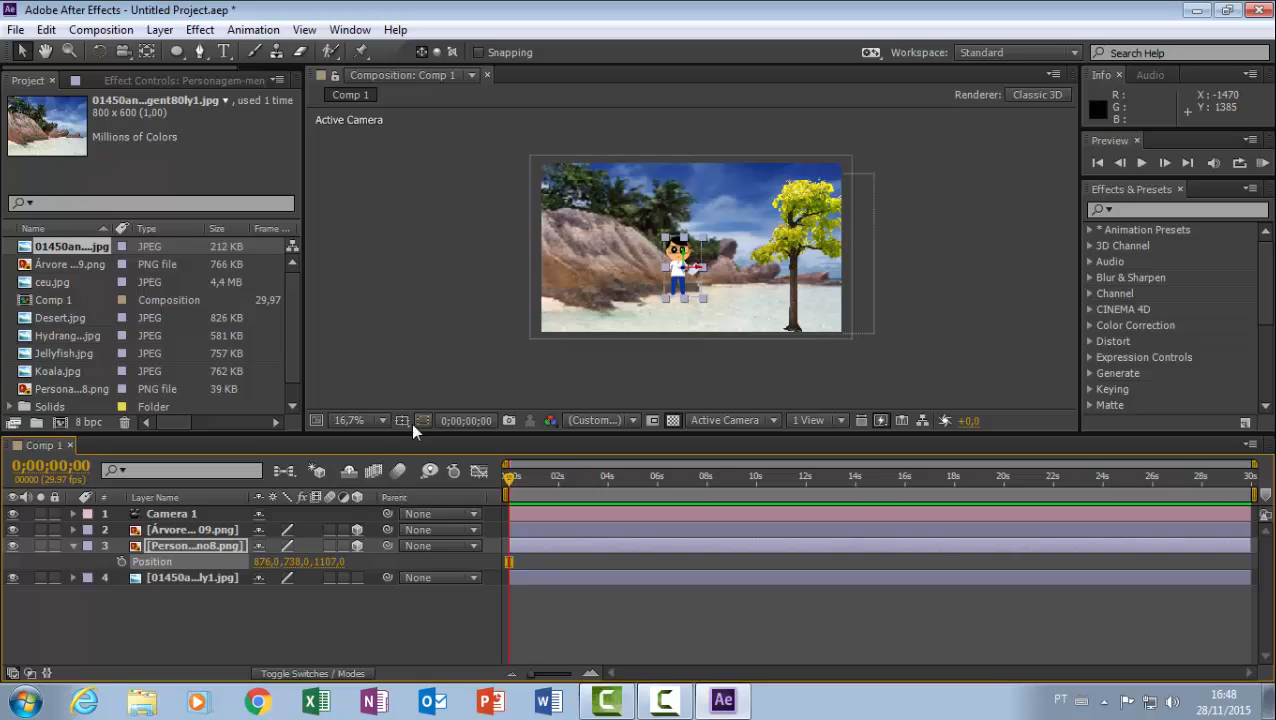 Adobe After Effects - Untitled Project.aep *
File Edit Composition Layer Effect Animation View Window Help
Snapping
Workspace: Standard
Search Help
Project
Effect Controls: Personagem-men
Composition: Comp 1
Info Audio
01450an...gent80ly1.jpg ▾, used 1 time
800 x 600 (1,00)
Millions of Colors
Comp 1
Renderer: Classic 3D
Active Camera
R:
G:
B:
X: -1470
Y: 1385
Preview
Effects & Presets
Name Type Size Frame ...
01450an....jpg JPEG 212 KB
Árvore ...9.png PNG file 766 KB
ceu.jpg JPEG 4,4 MB
Comp 1 Composition 29,97
Desert.jpg JPEG 826 KB
Hydrang...jpg JPEG 581 KB
Jellyfish.jpg JPEG 757 KB
Koala.jpg JPEG 762 KB
Persona...8.png PNG file 39 KB
Solids Folder
* Animation Presets
3D Channel
Audio
Blur & Sharpen
Channel
CINEMA 4D
Color Correction
Distort
Expression Controls
Generate
Keying
Matte
8 bpc
16,7%
0;00;00;00
(Custom...)
Active Camera
1 View
+0,0
Comp 1
0;00;00;00
00000 (29.97 fps)
02s 04s 06s 08s 10s 12s 14s 16s 18s 20s 22s 24s 26s 28s 30s
# Layer Name Parent
1 Camera 1 None
2 [Árvore... 09.png] None
3 [Person...no8.png] None
Position 876,0,738,0,1107,0
4 [01450a...ly1.jpg] None
Toggle Switches / Modes
PT
16:48
28/11/2015